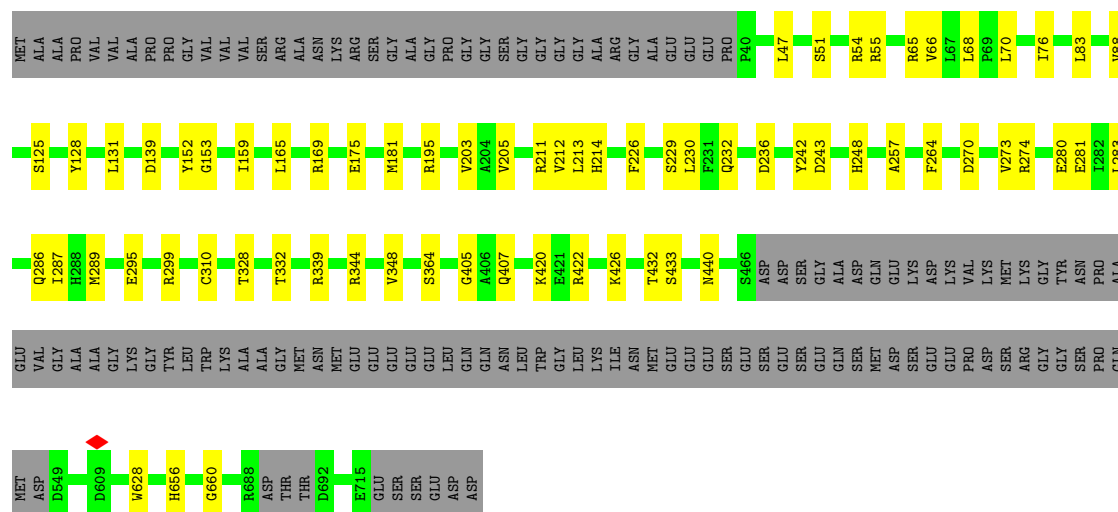 MET ALA ALA PRO VAL VAL ALA PRO PRO GLY VAL VAL VAL SER ARG ALA ASN LYS ARG SER GLY ALA GLY PRO GLY GLY SER GLY GLY GLY GLY ALA ARG GLY ALA GLU GLU GLU PRO P40 L47 S51 R54 R55 R65 V66 L67 L68 P69 L70 I76 L83 V88
S125 Y128 L131 D139 Y152 G153 I159 L165 R169 E175 M181 R195 V203 A204 V205 R211 V212 L213 H214 F226 S229 L230 F231 Q232 D236 Y242 D243 H248 A257 F264 D270 V273 R274 E280 E281 I282 L283
Q286 I287 H288 M289 E295 R299 C310 T328 T332 R339 R344 V348 S364 G405 A406 Q407 K420 E421 R422 K426 T432 S433 N440 S466 ASP ASP SER GLY ALA ASP GLN GLU LYS ASP LYS VAL LYS MET LYS GLY TYR ASN PRO ALA
GLU VAL GLY ALA ALA GLY LYS GLY TYR LEU TRP LYS ALA ALA GLY MET ASN MET GLU GLU VAL GLU GLU LEU GLN GLN ASN LEU TRP GLY LEU LYS ILE ASN MET GLU GLU GLU SER GLU SER GLU SER GLU GLN SER MET ASP SER GLU GLU PRO ASP SER ARG GLY GLY SER PRO GLU
MET ASP D549 D609 W628 H656 G660 R688 ASP THR THR D692 E715 GLU SER SER GLU ASP ASP